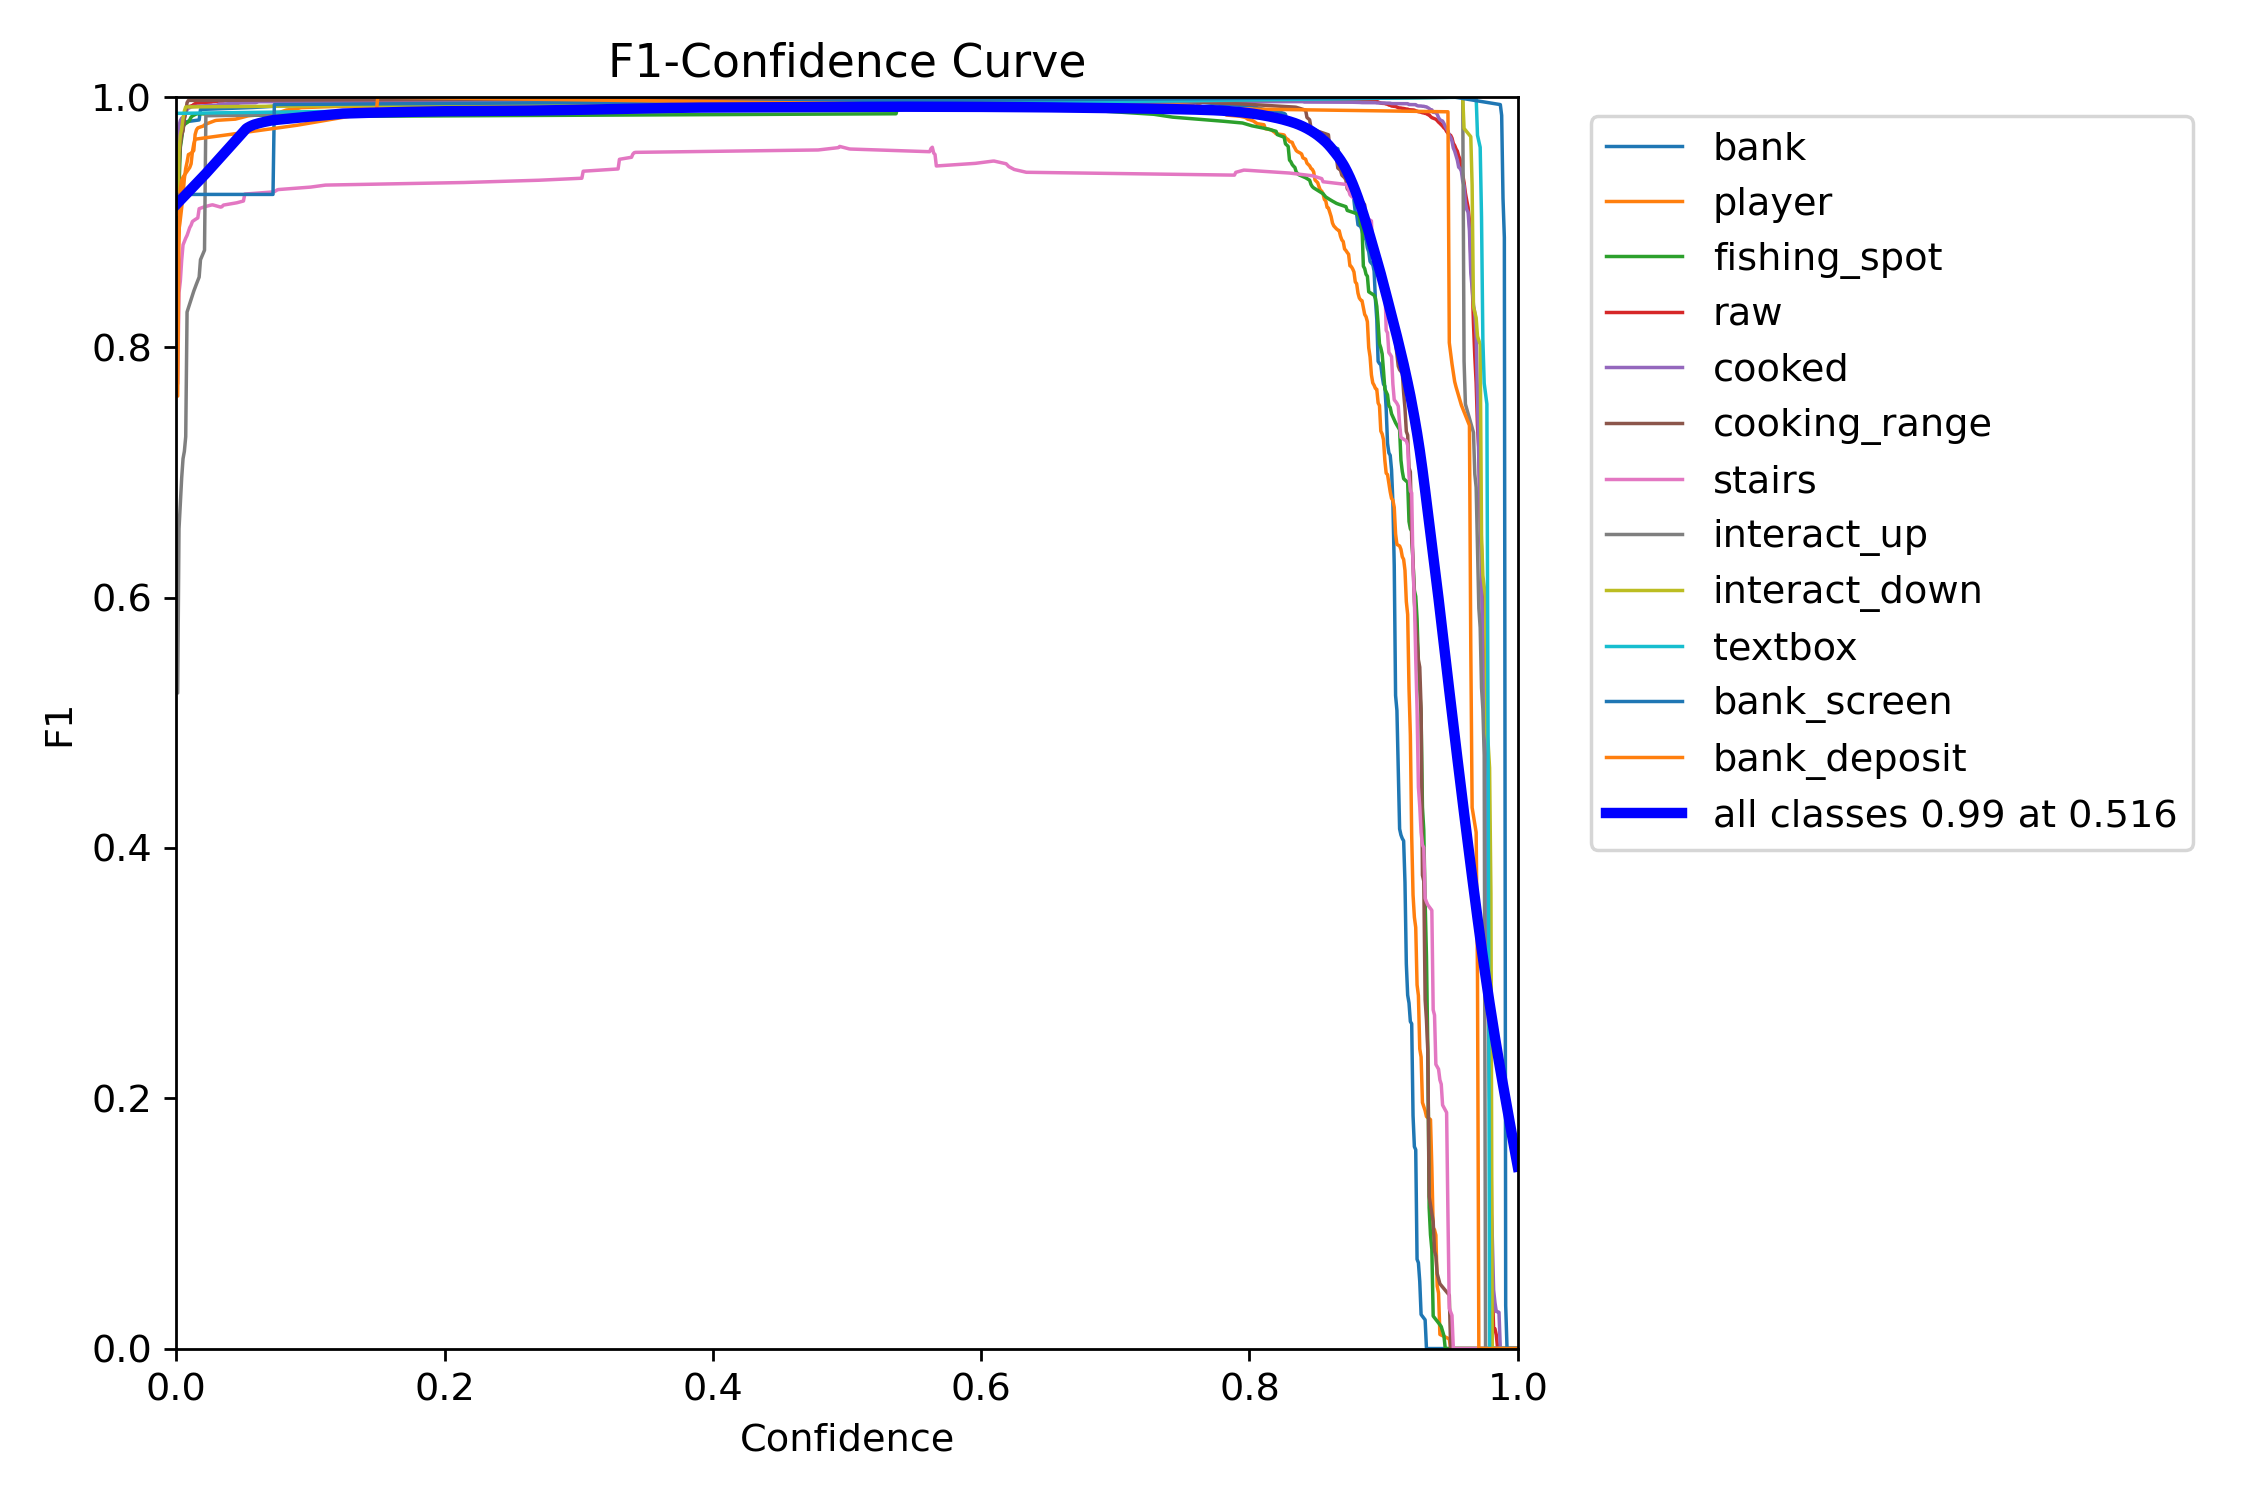 F1-Confidence Curve
1.0
0.8
0.6
0.4
0.2
0.0
F1
0.0 0.2 0.4 0.6 0.8 1.0
Confidence
bank
player
fishing_spot
raw
cooked
cooking_range
stairs
interact_up
interact_down
textbox
bank_screen
bank_deposit
all classes 0.99 at 0.516